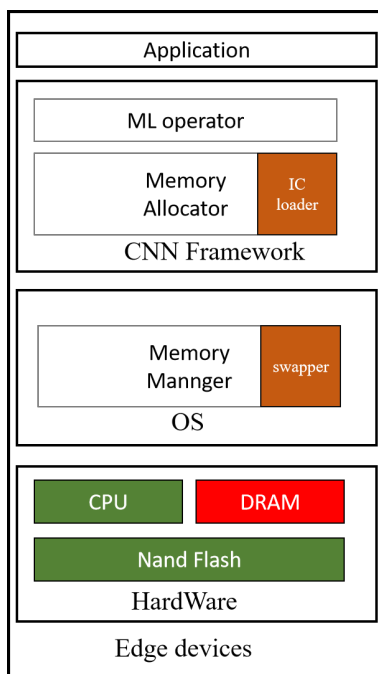 Application
ML operator
Memory
Allocator
IC
loader
CNN Framework
Memory
Mannger
swapper
OS
CPU
DRAM
Nand Flash
HardWare
Edge devices